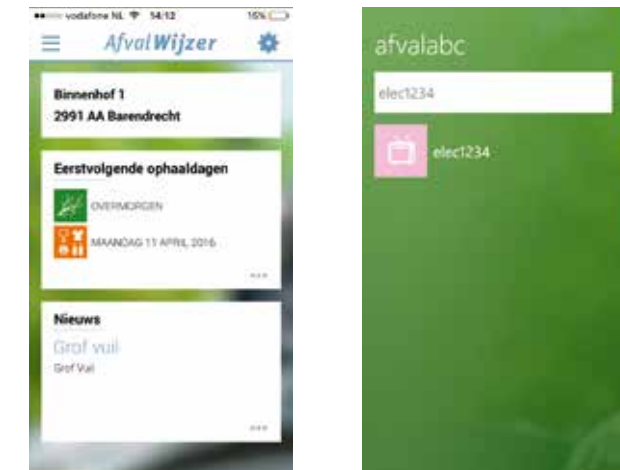 vodafone NL 14:12 15%
AfvalWijzer
Binnenhof 1
2991 AA Barendrecht
Eerstvolgende ophaaldagen
OVERMORGEN
MAANDAG 11 APRIL 2016
Nieuws
Grof vuil
Grof Vuil
afvalabc
elec1234
elec1234